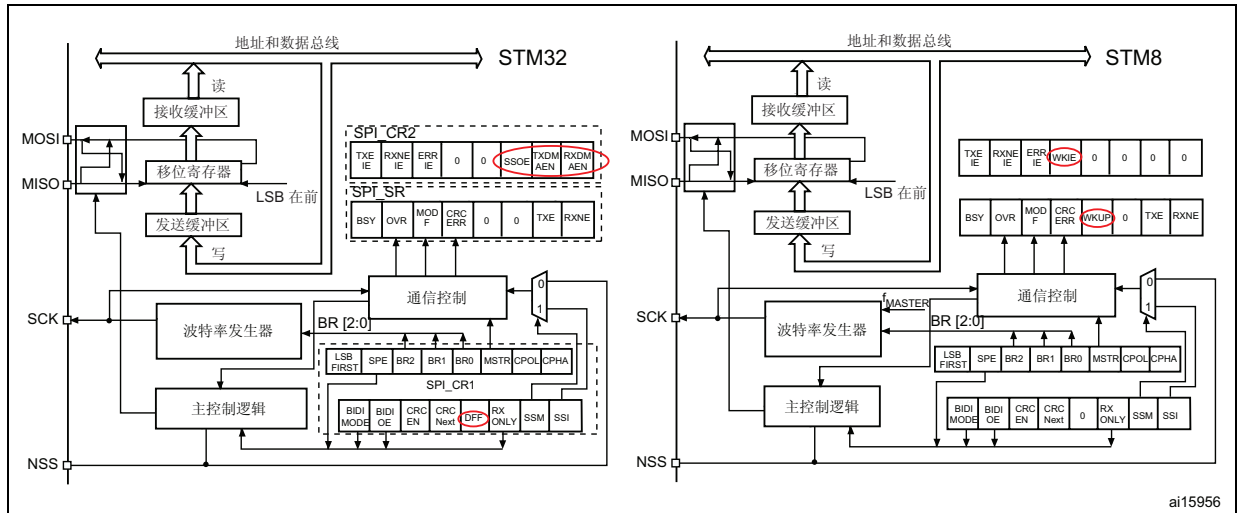 地址和数据总线
STM32
读
接收缓冲区
MOSI
SPI_CR2
TXE IE RXNE IE ERR IE 0 0 SSOE TXDM AEN RXDM AEN
移位寄存器
MISO
LSB 在前
SPI_SR
BSY OVR MOD F CRC ERR 0 0 TXE RXNE
发送缓冲区
写
通信控制
0
1
SCK
波特率发生器
BR [2:0]
LSB FIRST SPE BR2 BR1 BR0 MSTR CPOL CPHA
SPI_CR1
主控制逻辑
BIDI MODE BIDI OE CRC EN CRC Next DFF RX ONLY SSM SSI
NSS
地址和数据总线
STM8
读
接收缓冲区
MOSI
TXE IE RXNE IE ERR IE WKIE 0 0 0 0
移位寄存器
MISO
LSB 在前
BSY OVR MOD F CRC ERR WKUP 0 TXE RXNE
发送缓冲区
写
通信控制
0
1
fMASTER
SCK
波特率发生器
BR [2:0]
LSB FIRST SPE BR2 BR1 BR0 MSTR CPOL CPHA
主控制逻辑
BIDI MODE BIDI OE CRC EN CRC Next 0 RX ONLY SSM SSI
NSS
ai15956